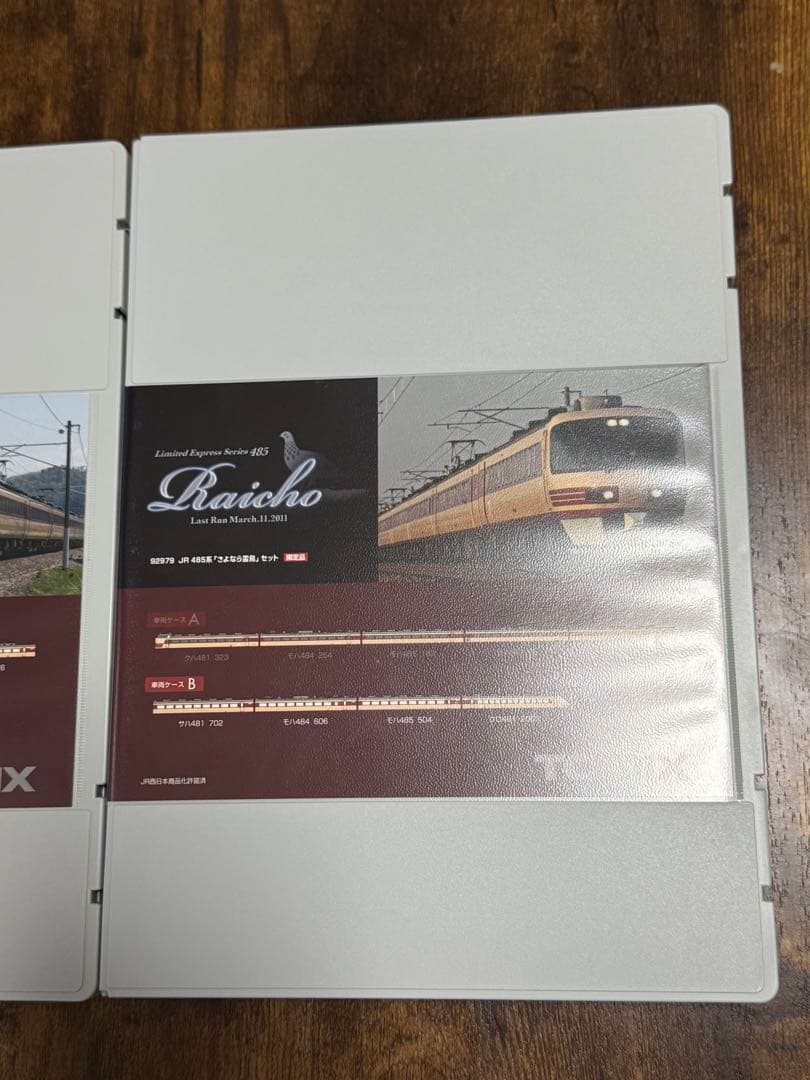 Limited Express Series 485
Raicho
Last Run March.11.2011
92979 JR 485系「さよなら雷鳥」セット 限定品
車両ケース A
クハ481 323
モハ484 264
車両ケース B
サハ481 702
モハ484 606
モハ485 504
JR西日本商品化許諾済